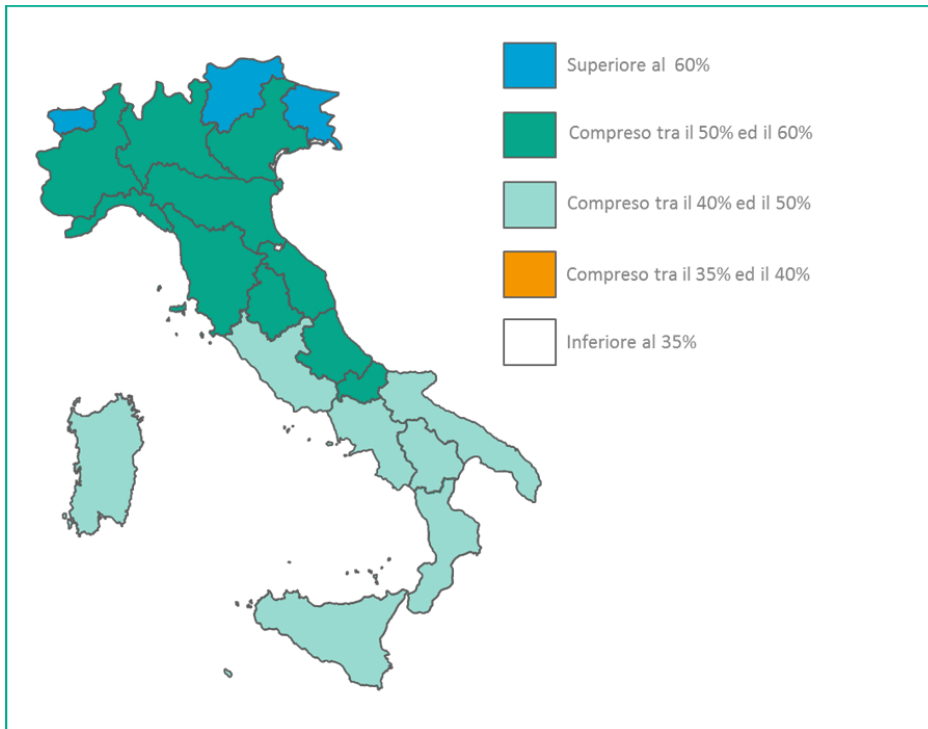 Superiore al 60%
Compreso tra il 50% ed il 60%
Compreso tra il 40% ed il 50%
Compreso tra il 35% ed il 40%
Inferiore al 35%